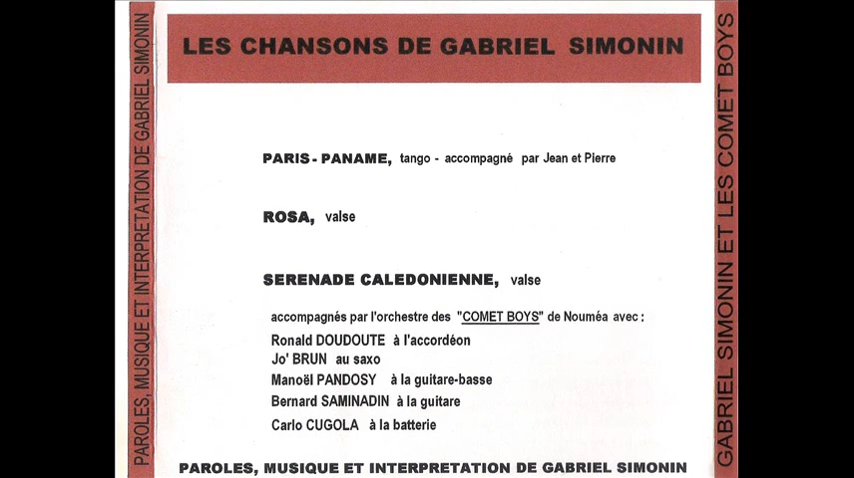 LES CHANSONS DE GABRIEL SIMONIN
PARIS - PANAME, tango - accompagné par Jean et Pierre
ROSA, valse
SERENADE CALEDONIENNE, valse
accompagnés par l'orchestre des "COMET BOYS" de Nouméa avec :
Ronald DOUDOUTE à l'accordéon
Jo' BRUN au saxo
Manoël PANDOSY à la guitare-basse
Bernard SAMINADIN à la guitare
Carlo CUGOLA à la batterie
PAROLES, MUSIQUE ET INTERPRETATION DE GABRIEL SIMONIN
PAROLES, MUSIQUE ET INTERPRETATION DE GABRIEL SIMONIN
GABRIEL SIMONIN ET LES COMET BOYS